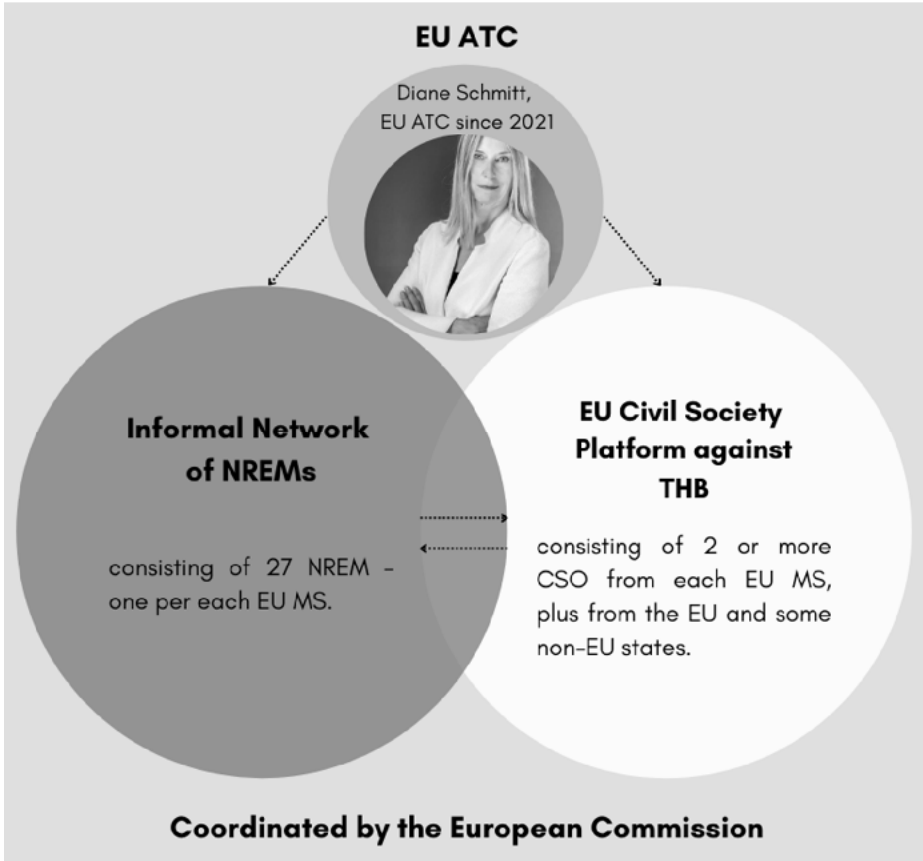 EU ATC
Diane Schmitt,
EU ATC since 2021
Informal Network
of NREMs
consisting of 27 NREM –
one per each EU MS.
EU Civil Society
Platform against
THB
consisting of 2 or more
CSO from each EU MS,
plus from the EU and some
non-EU states.
Coordinated by the European Commission